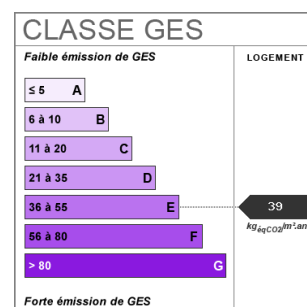 CLASSE GES
Faible émission de GES
LOGEMENT
≤ 5 A
6 à 10 B
11 à 20 C
21 à 35 D
36 à 55 E 39
kgéqCO2/m².an
56 à 80 F
> 80 G
Forte émission de GES